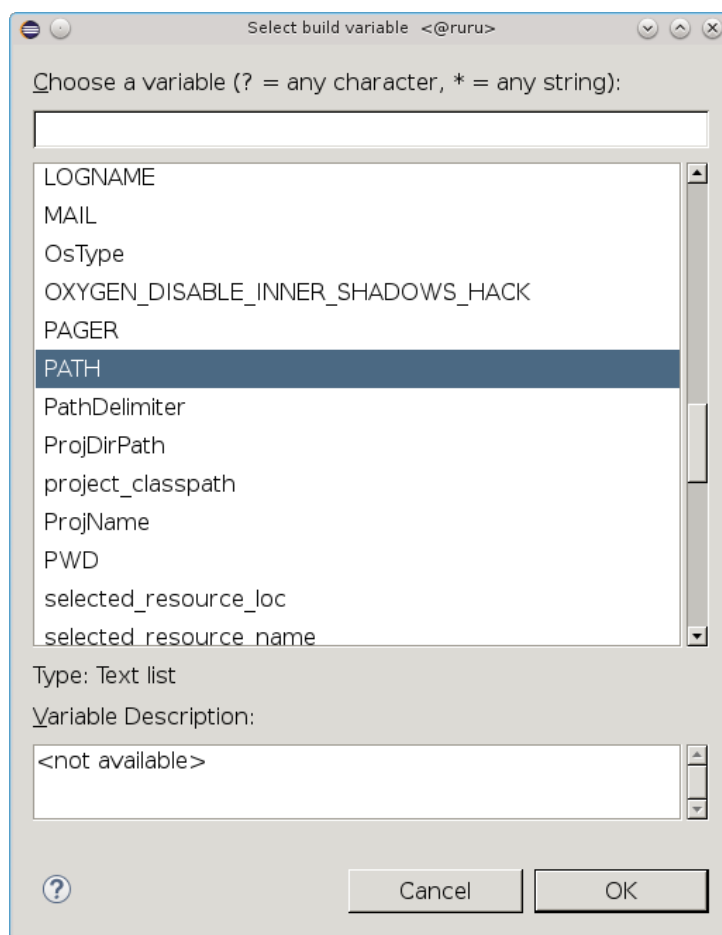 Select build variable <@ruru>
Choose a variable (? = any character, * = any string):
LOGNAME
MAIL
OsType
OXYGEN_DISABLE_INNER_SHADOWS_HACK
PAGER
PATH
PathDelimiter
ProjDirPath
project_classpath
ProjName
PWD
selected_resource_loc
selected_resource_name
Type: Text list
Variable Description:
<not available>
?
Cancel
OK